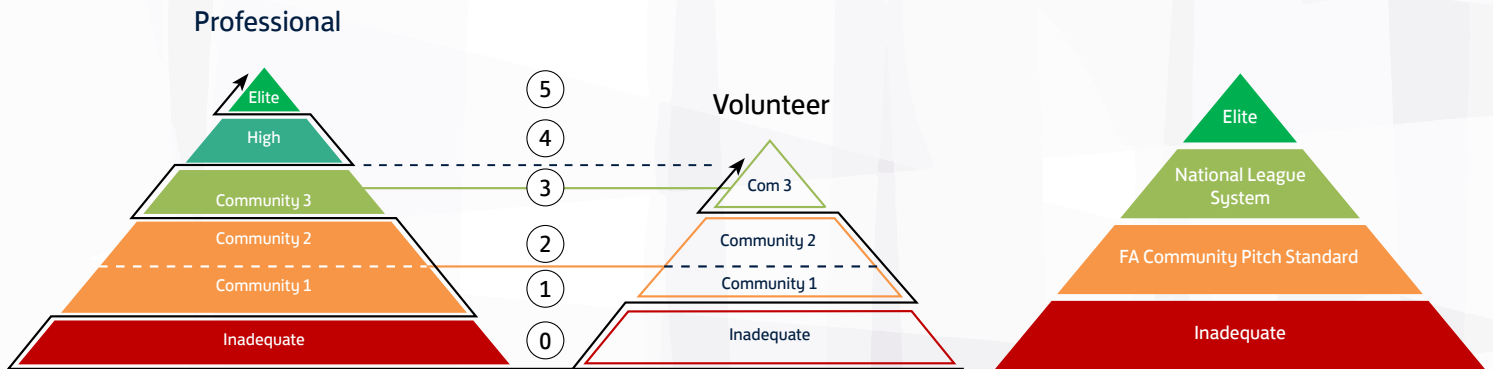 Professional
Elite
High
Community 3
Community 2
Community 1
Inadequate
5
4
3
2
1
0
Volunteer
Com 3
Community 2
Community 1
Inadequate
Elite
National League
System
FA Community Pitch Standard
Inadequate